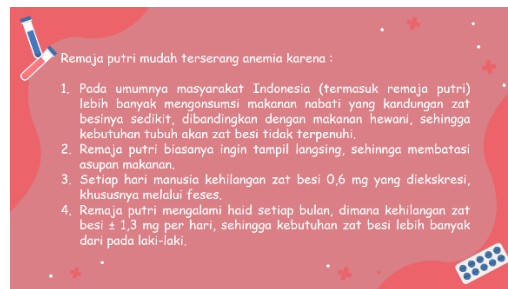 Remaja putri mudah terserang anemia karena :
1. Pada umumnya masyarakat Indonesia (termasuk remaja putri)
lebih banyak mengonsumsi makanan nabati yang kandungan zat
besinya sedikit, dibandingkan dengan makanan hewani, sehingga
kebutuhan tubuh akan zat besi tidak terpenuhi.
2. Remaja putri biasanya ingin tampil langsing, sehinnga membatasi
asupan makanan.
3. Setiap hari manusia kehilangan zat besi 0,6 mg yang diekskresi,
khususnya melalui feses.
4. Remaja putri mengalami haid setiap bulan, dimana kehilangan zat
besi ± 1,3 mg per hari, sehingga kebutuhan zat besi lebih banyak
dari pada laki-laki.